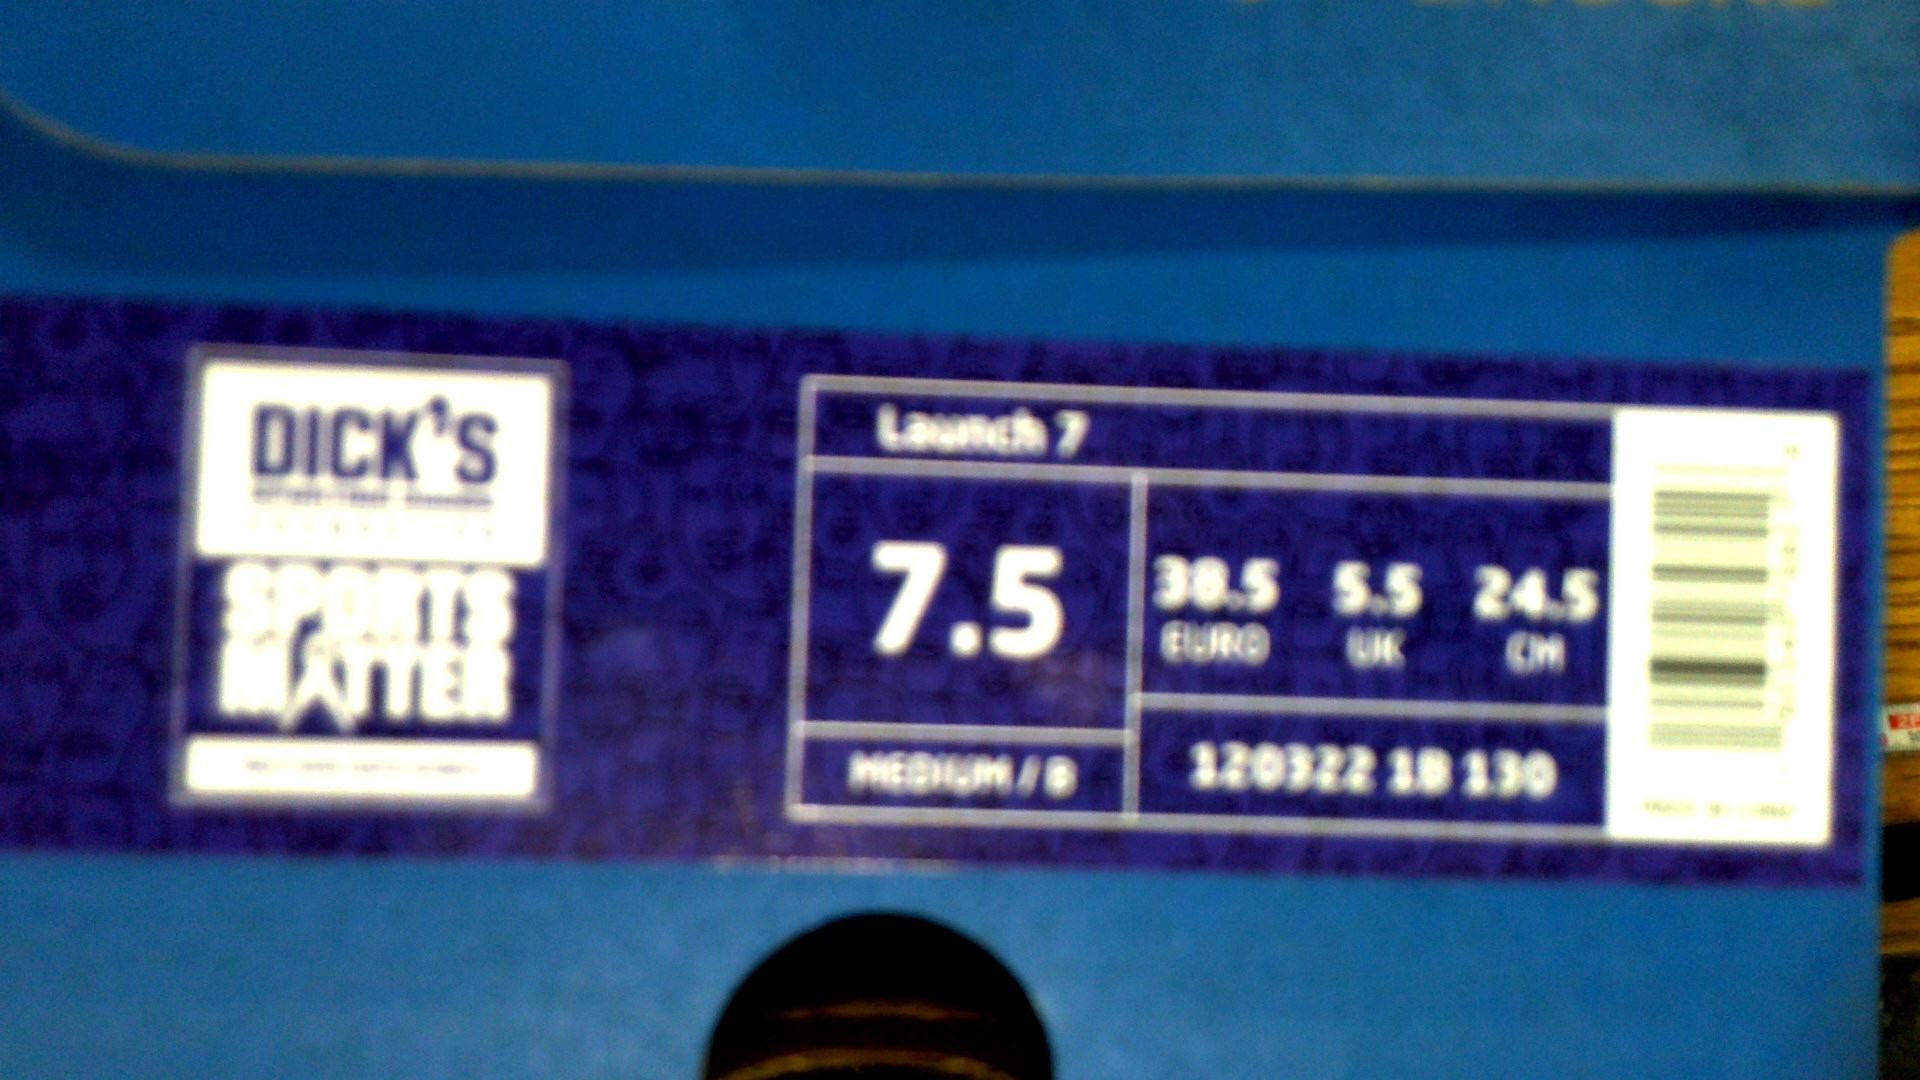 DICK'S
SPORTS
MATTER
Launch 7
7.5
38.5 5.5 24.5
EURO UK CM
MEDIUM / B
120322 1B 130